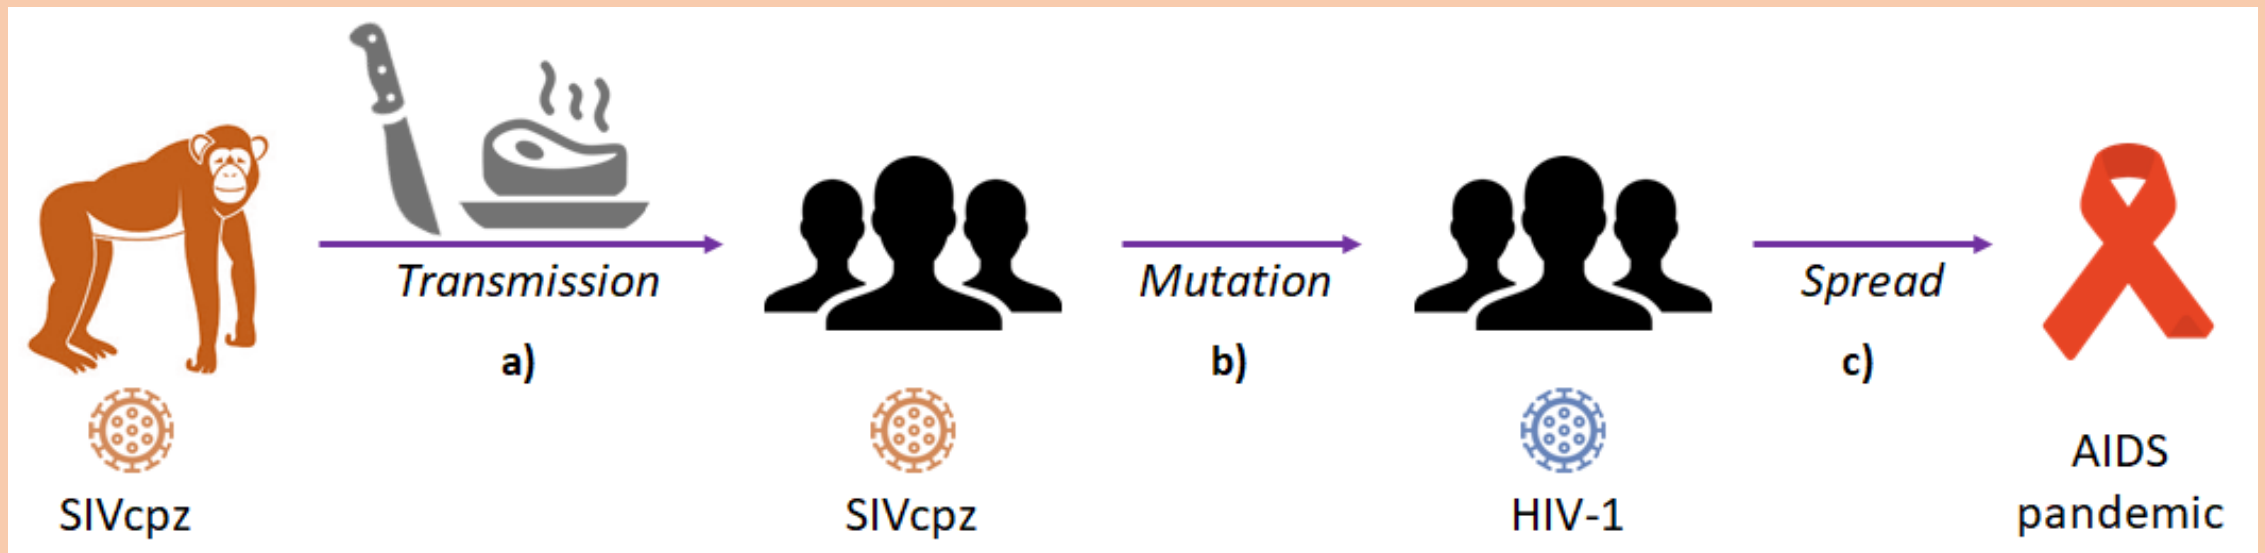 Transmission
a)
Mutation
b)
Spread
c)
SIVcpz
SIVcpz
HIV-1
AIDS
pandemic